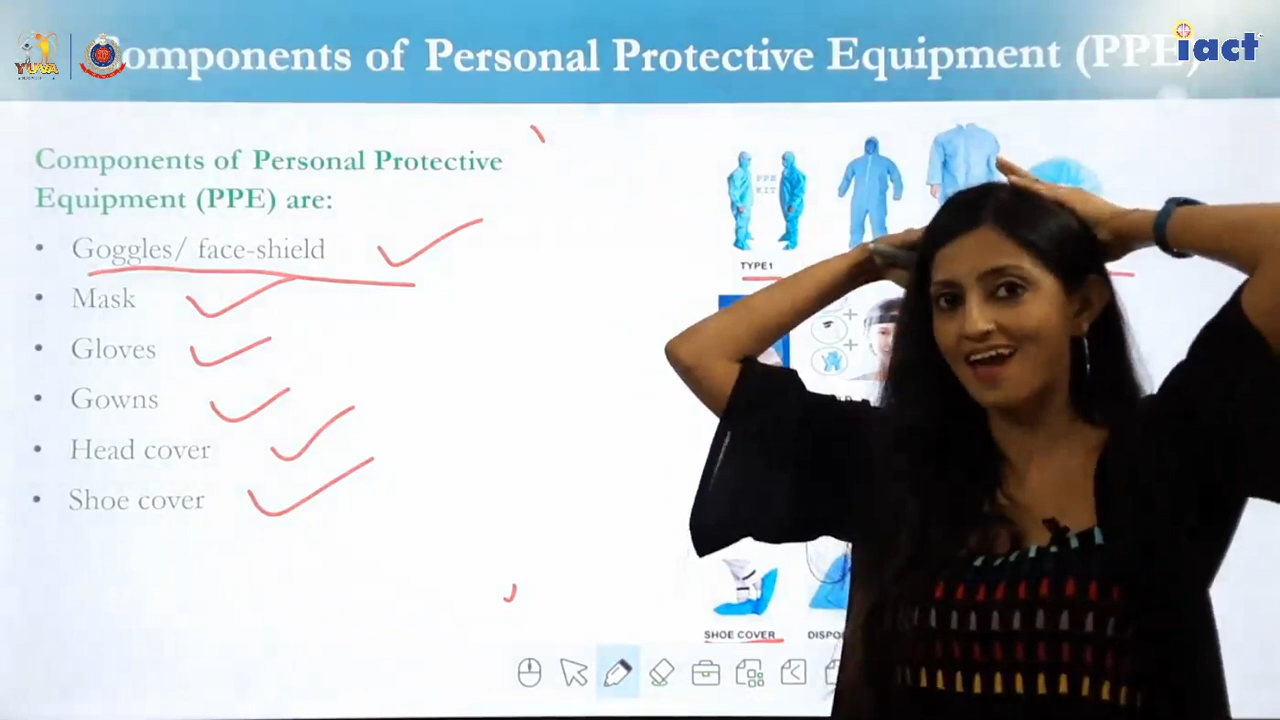 Components of Personal Protective Equipment (PPE)
YUVA
iact
Components of Personal Protective
Equipment (PPE) are:
• Goggles/ face-shield
• Mask
• Gloves
• Gowns
• Head cover
• Shoe cover
PPE
KIT
TYPE1
SHOE COVER